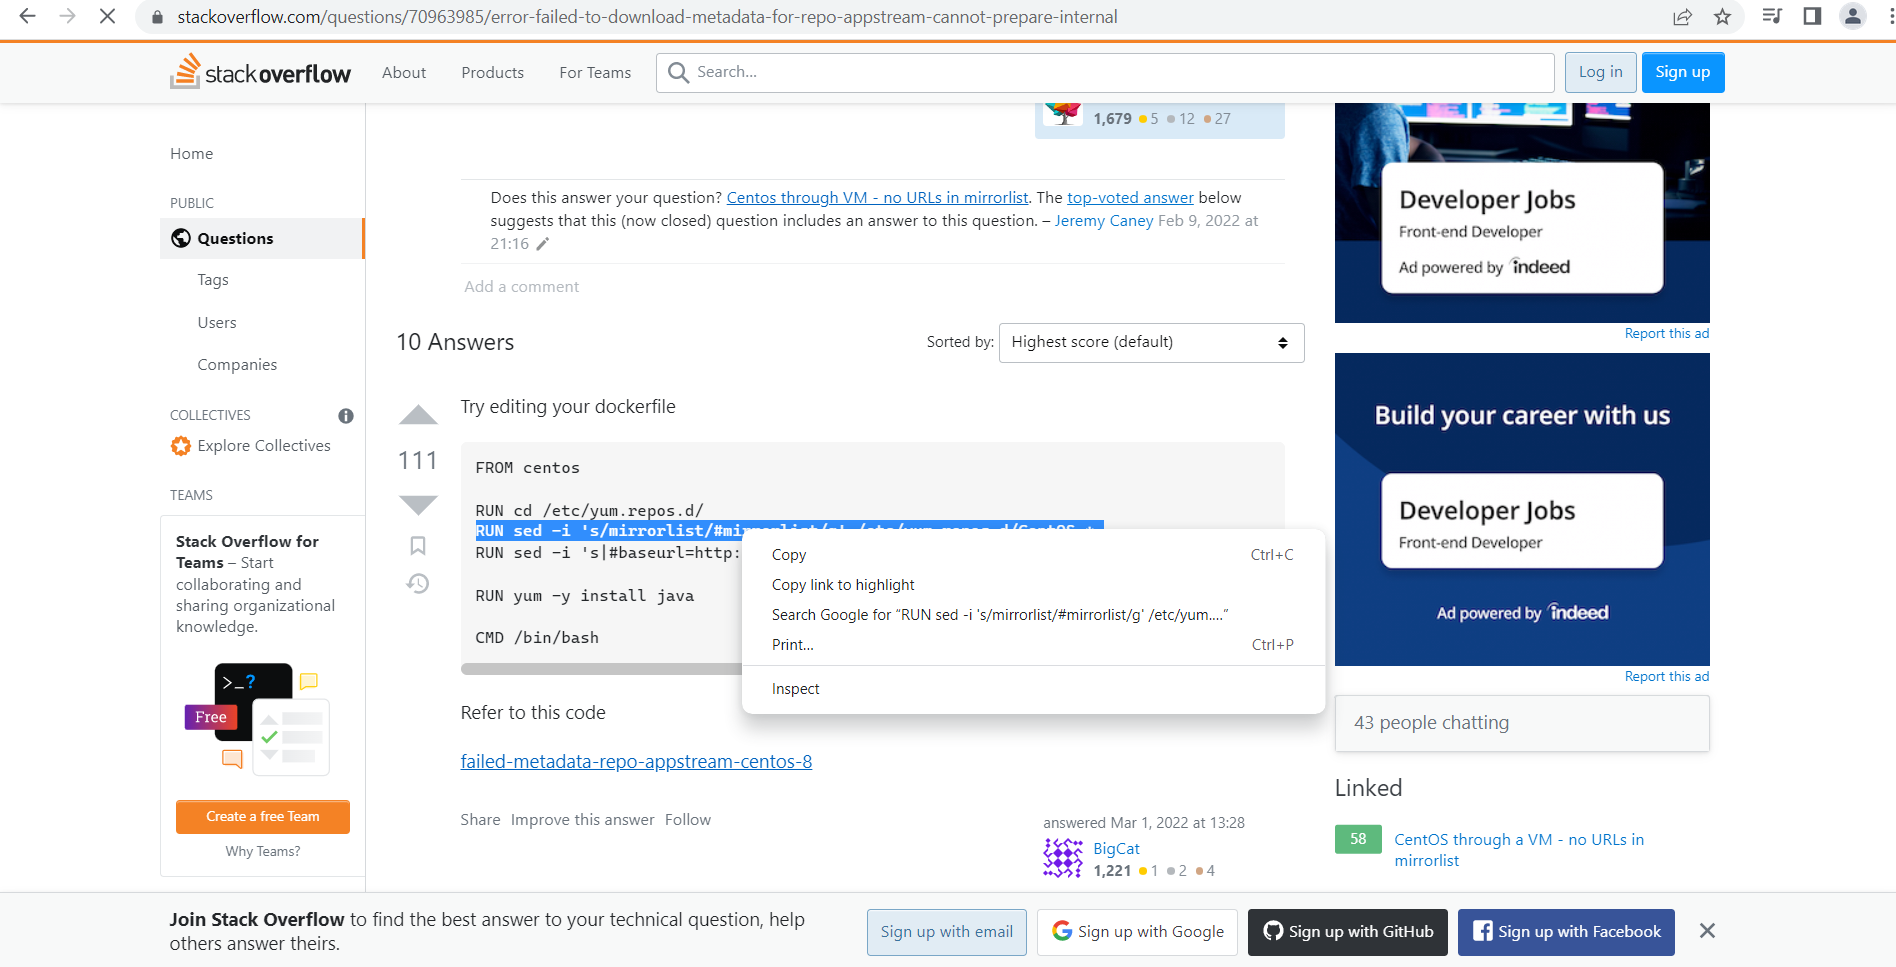 stackoverflow.com/questions/70963985/error-failed-to-download-metadata-for-repo-appstream-cannot-prepare-internal
stackoverflow
About
Products
For Teams
Search...
Log in
Sign up
1,679 5 12 27
Home
PUBLIC
Questions
Tags
Users
Companies
COLLECTIVES
Explore Collectives
TEAMS
Stack Overflow for
Teams – Start
collaborating and
sharing organizational
knowledge.
>_?
Free
Create a free Team
Why Teams?
Does this answer your question? Centos through VM - no URLs in mirrorlist. The top-voted answer below
suggests that this (now closed) question includes an answer to this question. – Jeremy Caney Feb 9, 2022 at
21:16
Add a comment
10 Answers
Sorted by:
Highest score (default)
111
Try editing your dockerfile
FROM centos
RUN cd /etc/yum.repos.d/
RUN sed -i 's/mirrorlist/#mirrorlist/g' /etc/yum.repos.d/CentOS-*
RUN sed -i 's|#baseurl=http:
RUN yum -y install java
CMD /bin/bash
Copy Ctrl+C
Copy link to highlight
Search Google for “RUN sed -i 's/mirrorlist/#mirrorlist/g' /etc/yum....”
Print... Ctrl+P
Inspect
Refer to this code
failed-metadata-repo-appstream-centos-8
Share Improve this answer Follow
answered Mar 1, 2022 at 13:28
BigCat
1,221 1 2 4
Developer Jobs
Front-end Developer
Ad powered by indeed
Report this ad
Build your career with us
Developer Jobs
Front-end Developer
Ad powered by indeed
Report this ad
43 people chatting
Linked
58
CentOS through a VM - no URLs in
mirrorlist
Join Stack Overflow to find the best answer to your technical question, help
others answer theirs.
Sign up with email
Sign up with Google
Sign up with GitHub
Sign up with Facebook